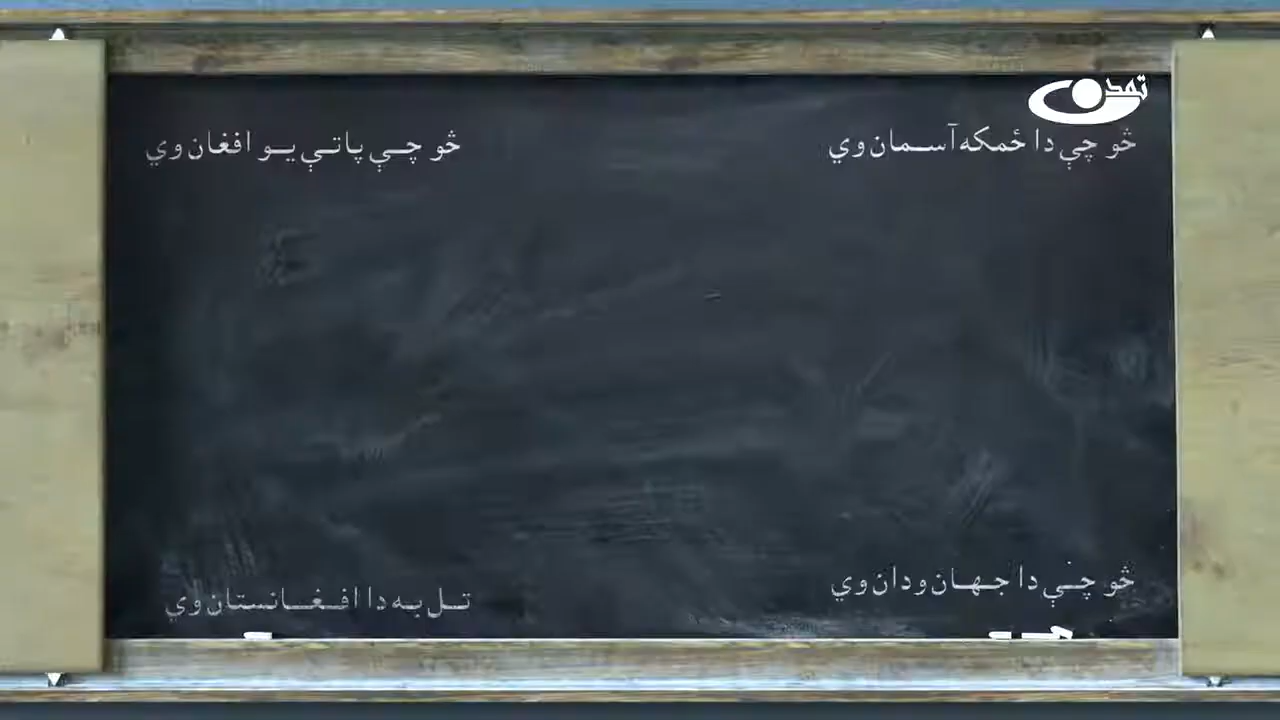 تمدن
څو چې دا ځمکه آسمان وي
څو چې دا جهان ودان وي
څو چې پاتې يو افغان وي
تل به دا افغانستان وي